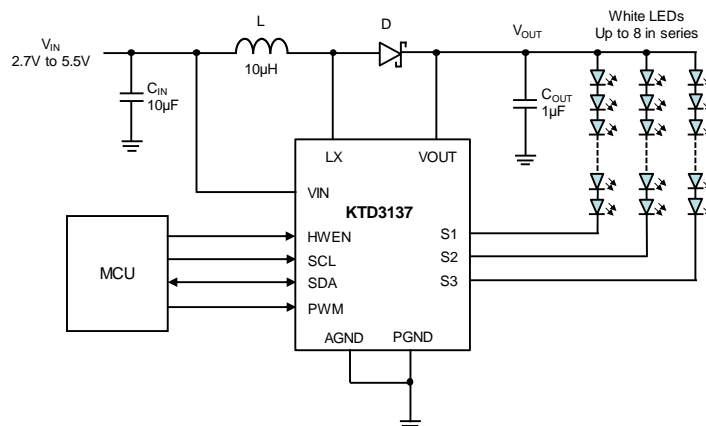 L
D
V_IN
2.7V to 5.5V
10µH
V_OUT
White LEDs
Up to 8 in series
C_IN
10µF
C_OUT
1µF
LX
VOUT
VIN
KTD3137
MCU
HWEN
SCL
SDA
PWM
S1
S2
S3
AGND
PGND